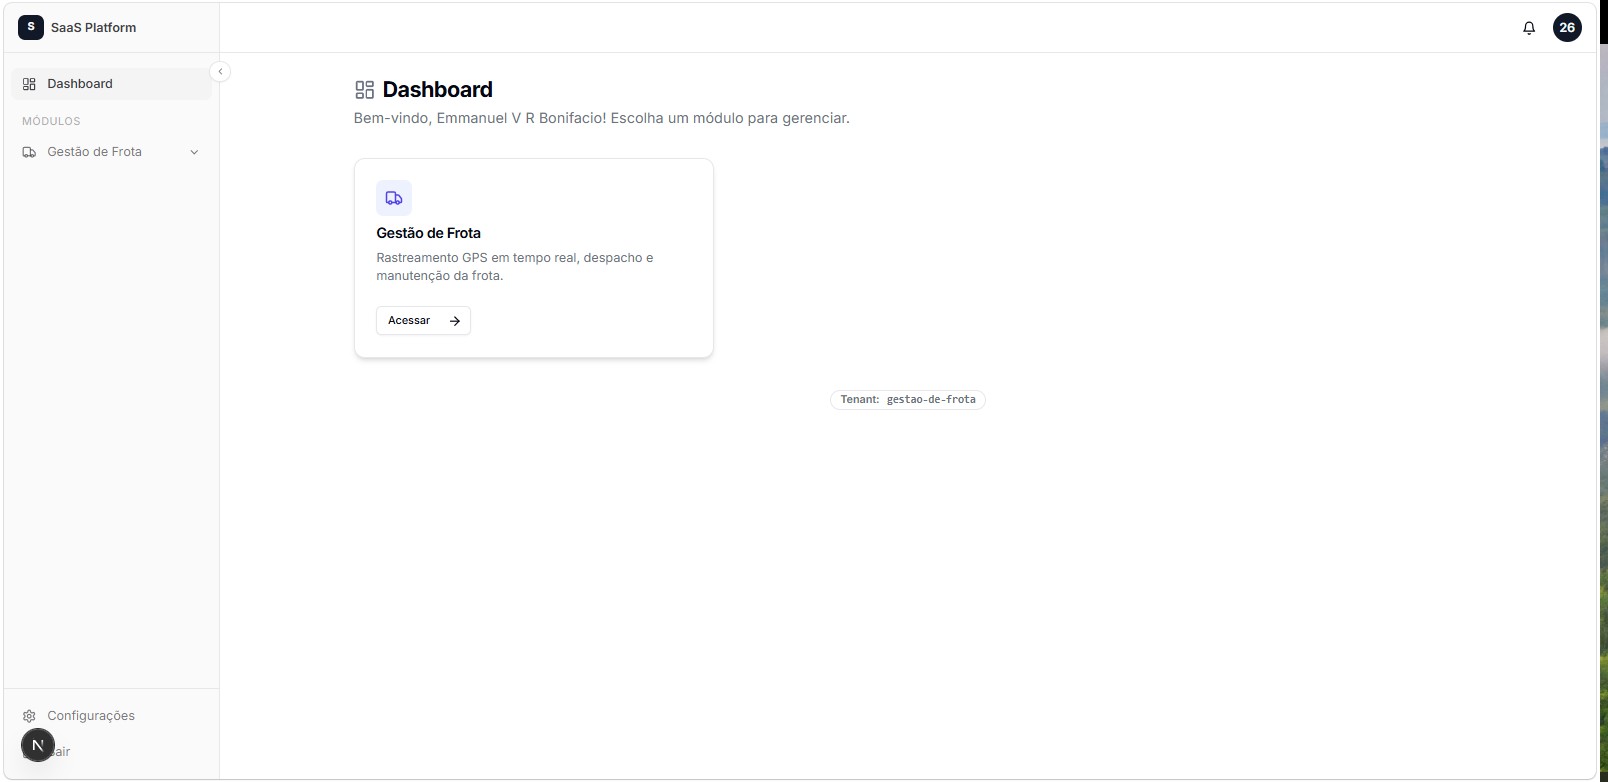 S SaaS Platform
26
Dashboard
MÓDULOS
Gestão de Frota
Dashboard
Bem-vindo, Emmanuel V R Bonifacio! Escolha um módulo para gerenciar.
Gestão de Frota
Rastreamento GPS em tempo real, despacho e
manutenção da frota.
Acessar
Tenant: gestao-de-frota
Configurações
N air